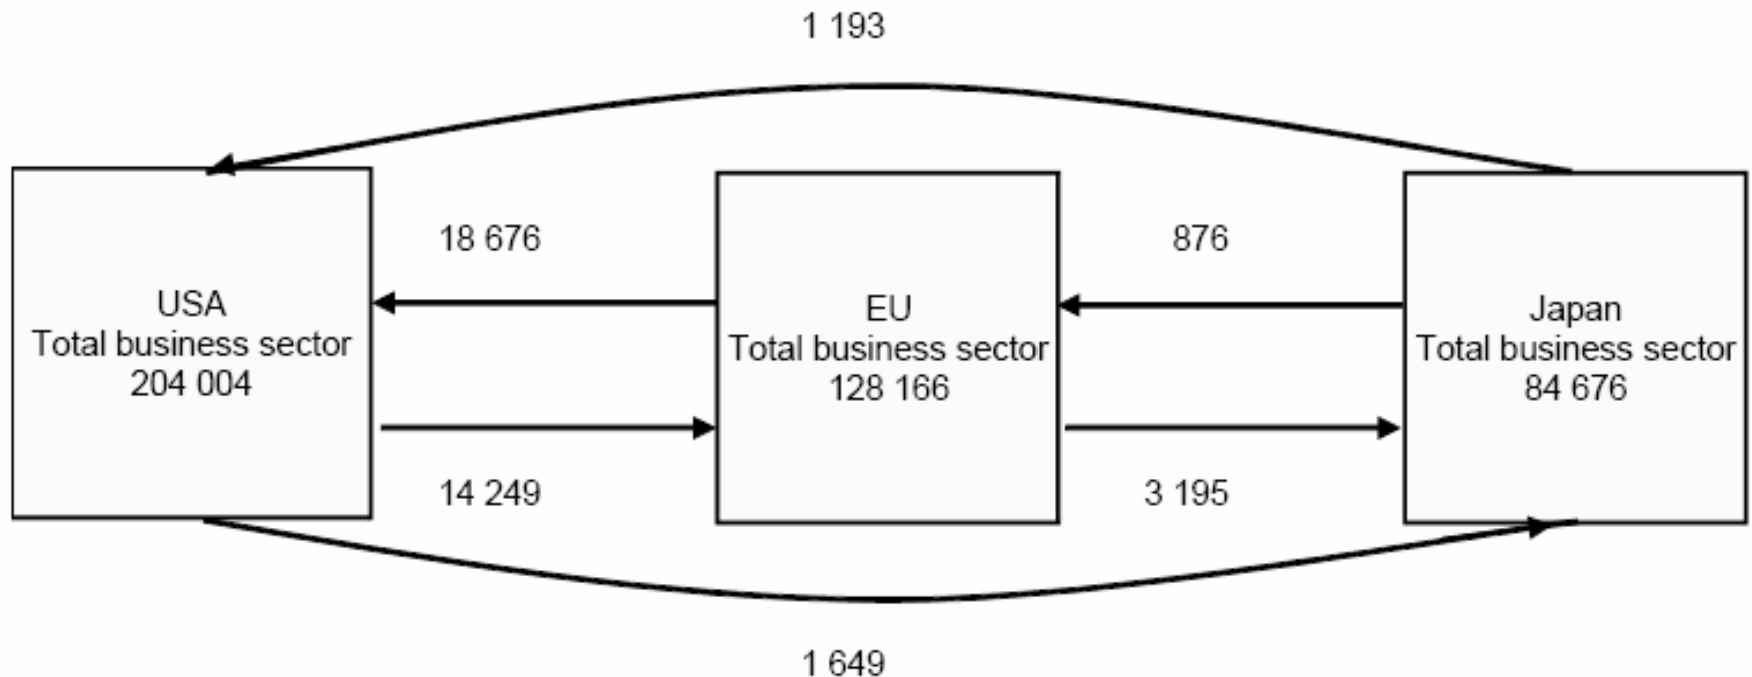 1 193
18 676
876
USA
Total business sector
204 004
EU
Total business sector
128 166
Japan
Total business sector
84 676
14 249
3 195
1 649